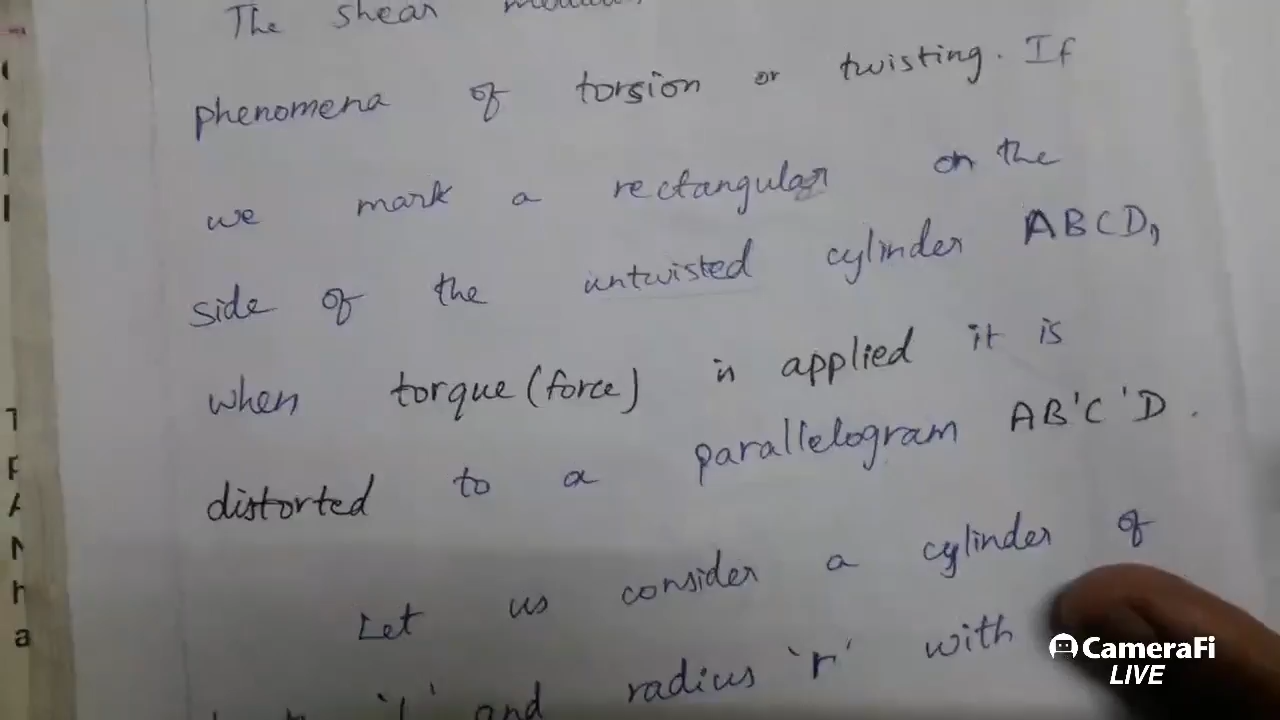 The shear
phenomena of torsion or twisting. If
we mark a rectangular on the
side of the untwisted cylinder ABCD,
when torque (force) is applied it is
distorted to a parallelogram AB'C'D.
Let us consider a cylinder of
'l' and radius 'r' with
CameraFi
LIVE